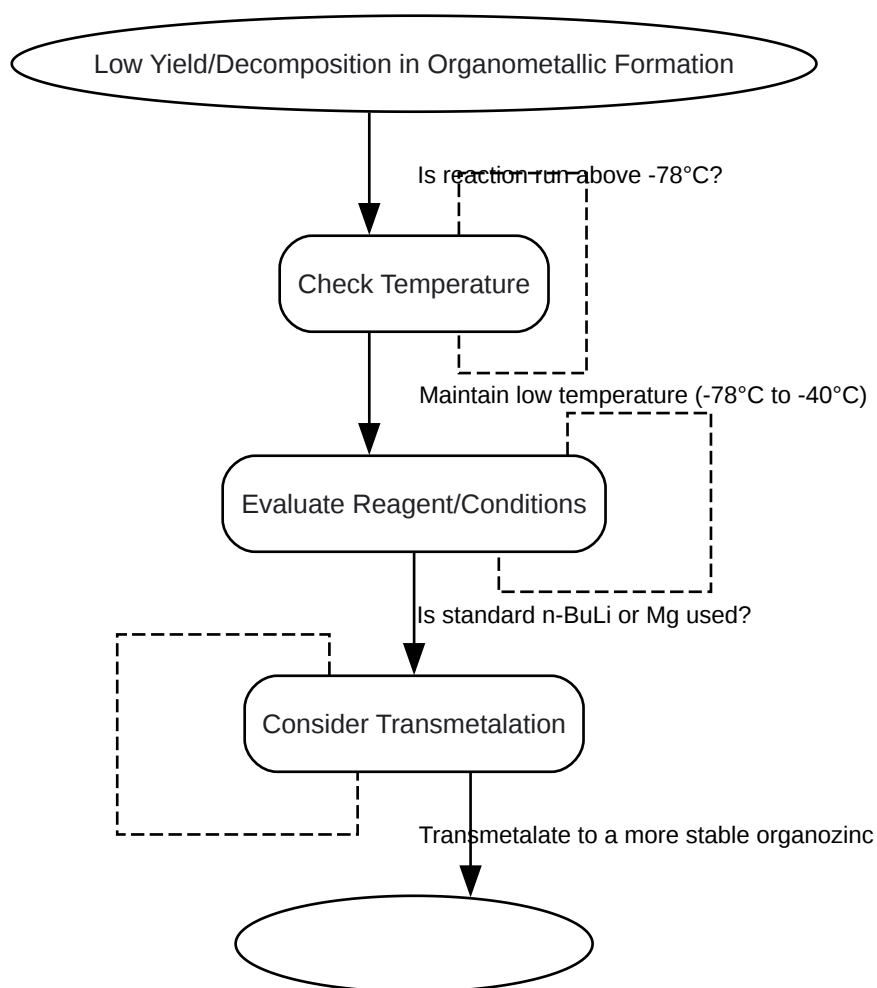 Low Yield/Decomposition in Organometallic Formation
Is reaction run above -78°C?
Check Temperature
Maintain low temperature (-78°C to -40°C)
Evaluate Reagent/Conditions
Is standard n-BuLi or Mg used?
Consider Transmetalation
Transmetalate to a more stable organozinc